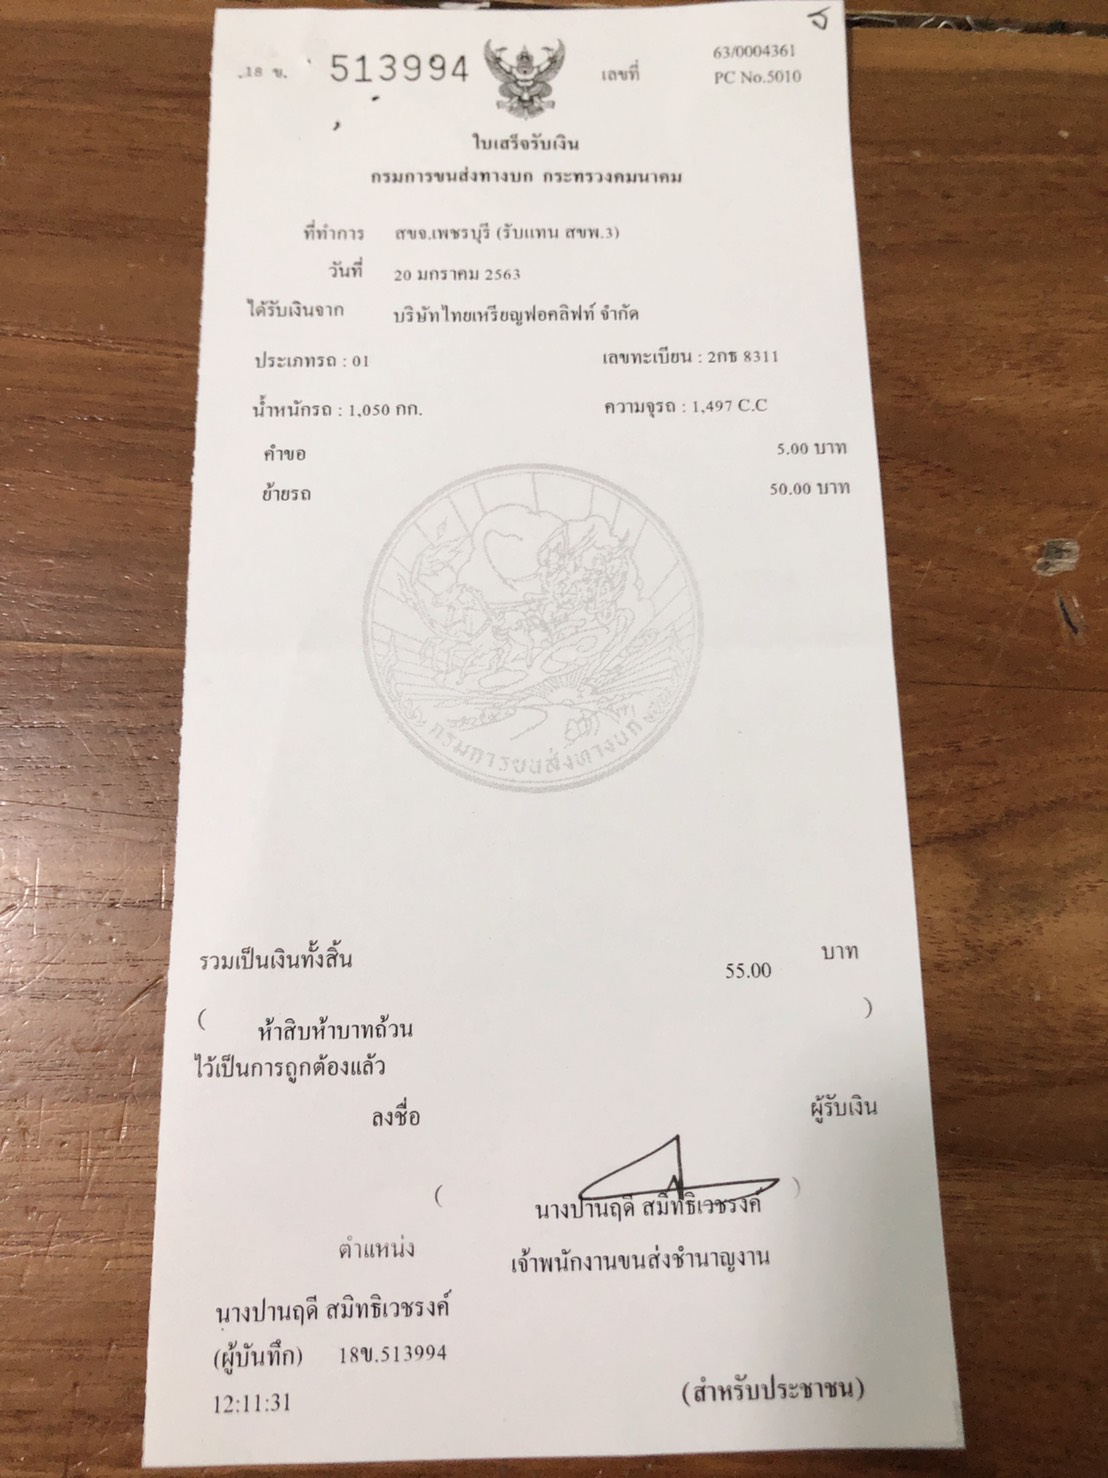 .18 ข. 513994 เลขที่ 63/0004361
PC No.5010
ใบเสร็จรับเงิน
กรมการขนส่งทางบก กระทรวงคมนาคม
ที่ทำการ สขจ.เพชรบุรี (รับแทน สขพ.3)
วันที่ 20 มกราคม 2563
ได้รับเงินจาก บริษัทไทยเหรียญฟอคลิฟท์ จำกัด
ประเภทรถ : 01 เลขทะเบียน : 2กธ 8311
น้ำหนักรถ : 1,050 กก. ความจุรถ : 1,497 C.C
คำขอ 5.00 บาท
ย้ายรถ 50.00 บาท
กรมการขนส่งทางบก
รวมเป็นเงินทั้งสิ้น 55.00 บาท
( ห้าสิบห้าบาทถ้วน )
ไว้เป็นการถูกต้องแล้ว
ลงชื่อ ผู้รับเงิน
( นางปานฤดี สมิทธิเวชรงค์ )
ตำแหน่ง เจ้าพนักงานขนส่งชำนาญงาน
นางปานฤดี สมิทธิเวชรงค์
(ผู้บันทึก) 18ข.513994
12:11:31 (สำหรับประชาชน)